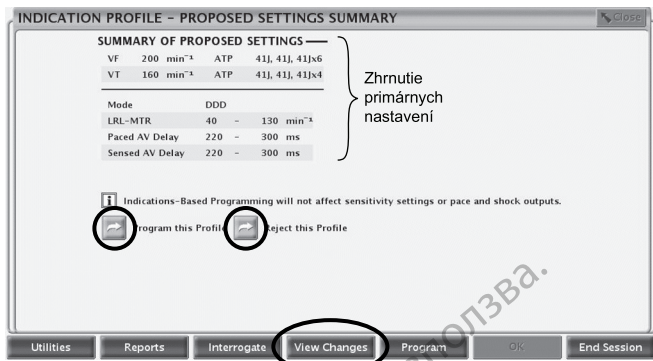 INDICATION PROFILE – PROPOSED SETTINGS SUMMARY
Close
SUMMARY OF PROPOSED SETTINGS
VF 200 min⁻¹ ATP 41J, 41J, 41Jx6
VT 160 min⁻¹ ATP 41J, 41J, 41Jx4
Mode DDD
LRL-MTR 40 – 130 min⁻¹
Paced AV Delay 220 – 300 ms
Sensed AV Delay 220 – 300 ms
Zhrnutie
primárnych
nastavení
i Indications-Based Programming will not affect sensitivity settings or pace and shock outputs.
Program this Profile Reject this Profile
Utilities Reports Interrogate View Changes Program OK End Session